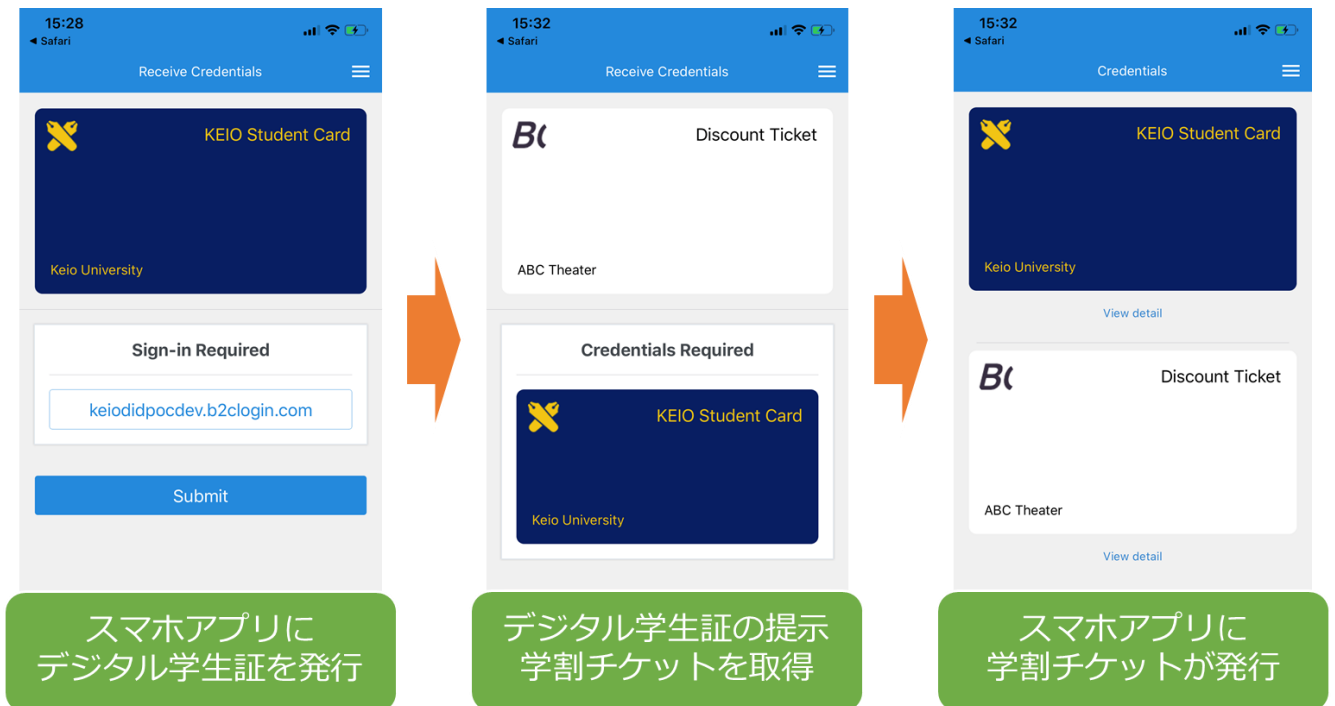 15:28
◀ Safari
Receive Credentials
KEIO Student Card
Keio University
Sign-in Required
keiodidpocdev.b2clogin.com
Submit
スマホアプリに
デジタル学生証を発行
15:32
◀ Safari
Receive Credentials
Discount Ticket
ABC Theater
Credentials Required
KEIO Student Card
Keio University
デジタル学生証の提示
学割チケットを取得
15:32
◀ Safari
Credentials
KEIO Student Card
Keio University
View detail
Discount Ticket
ABC Theater
View detail
スマホアプリに
学割チケットが発行